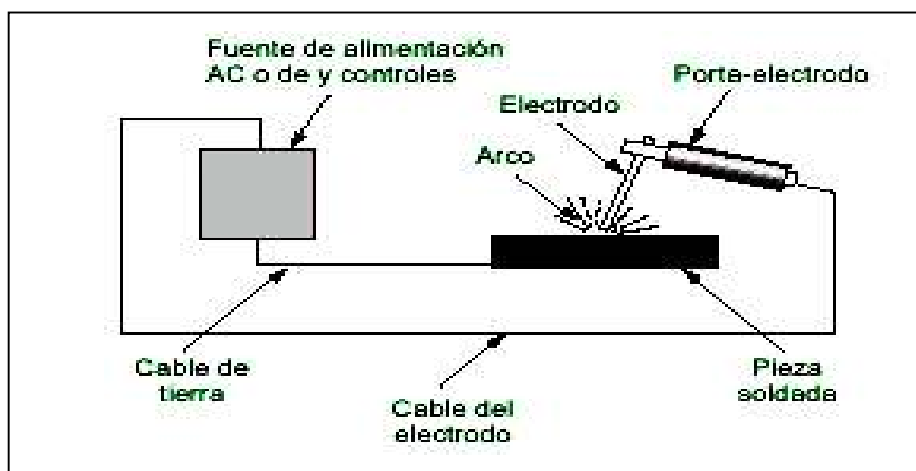 Fuente de alimentación
AC o de y controles
Porta-electrodo
Electrodo
Arco
Cable de
tierra
Cable del
electrodo
Pieza
soldada